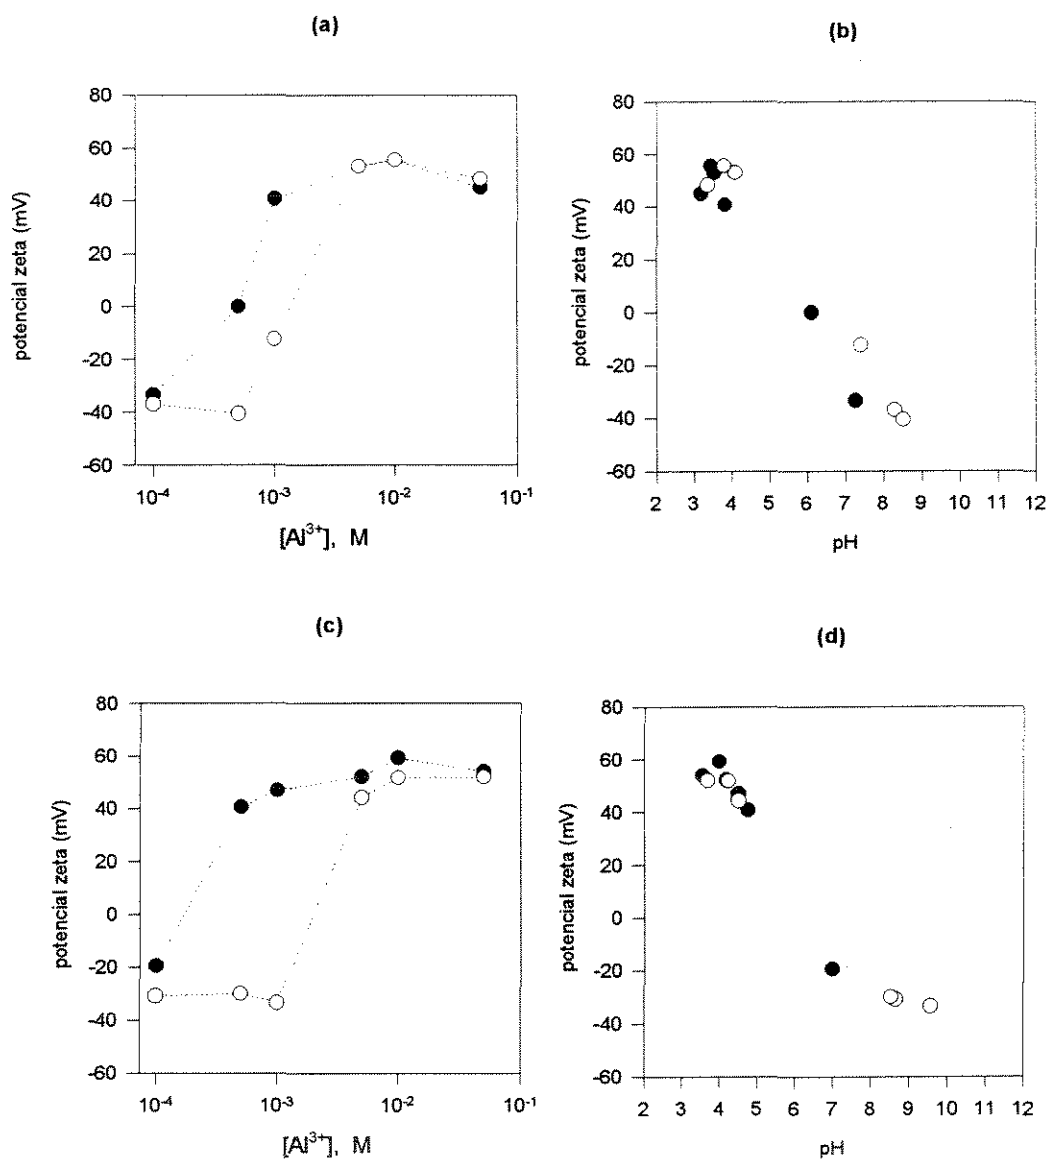 (a)
80
60
40
20
0
-20
-40
-60
potencial zeta (mV)
10⁻⁴ 10⁻³ 10⁻² 10⁻¹
[Al³⁺], M
(b)
80
60
40
20
0
-20
-40
-60
potencial zeta (mV)
2 3 4 5 6 7 8 9 10 11 12
pH
(c)
80
60
40
20
0
-20
-40
-60
potencial zeta (mV)
10⁻⁴ 10⁻³ 10⁻² 10⁻¹
[Al³⁺], M
(d)
80
60
40
20
0
-20
-40
-60
potencial zeta (mV)
2 3 4 5 6 7 8 9 10 11 12
pH